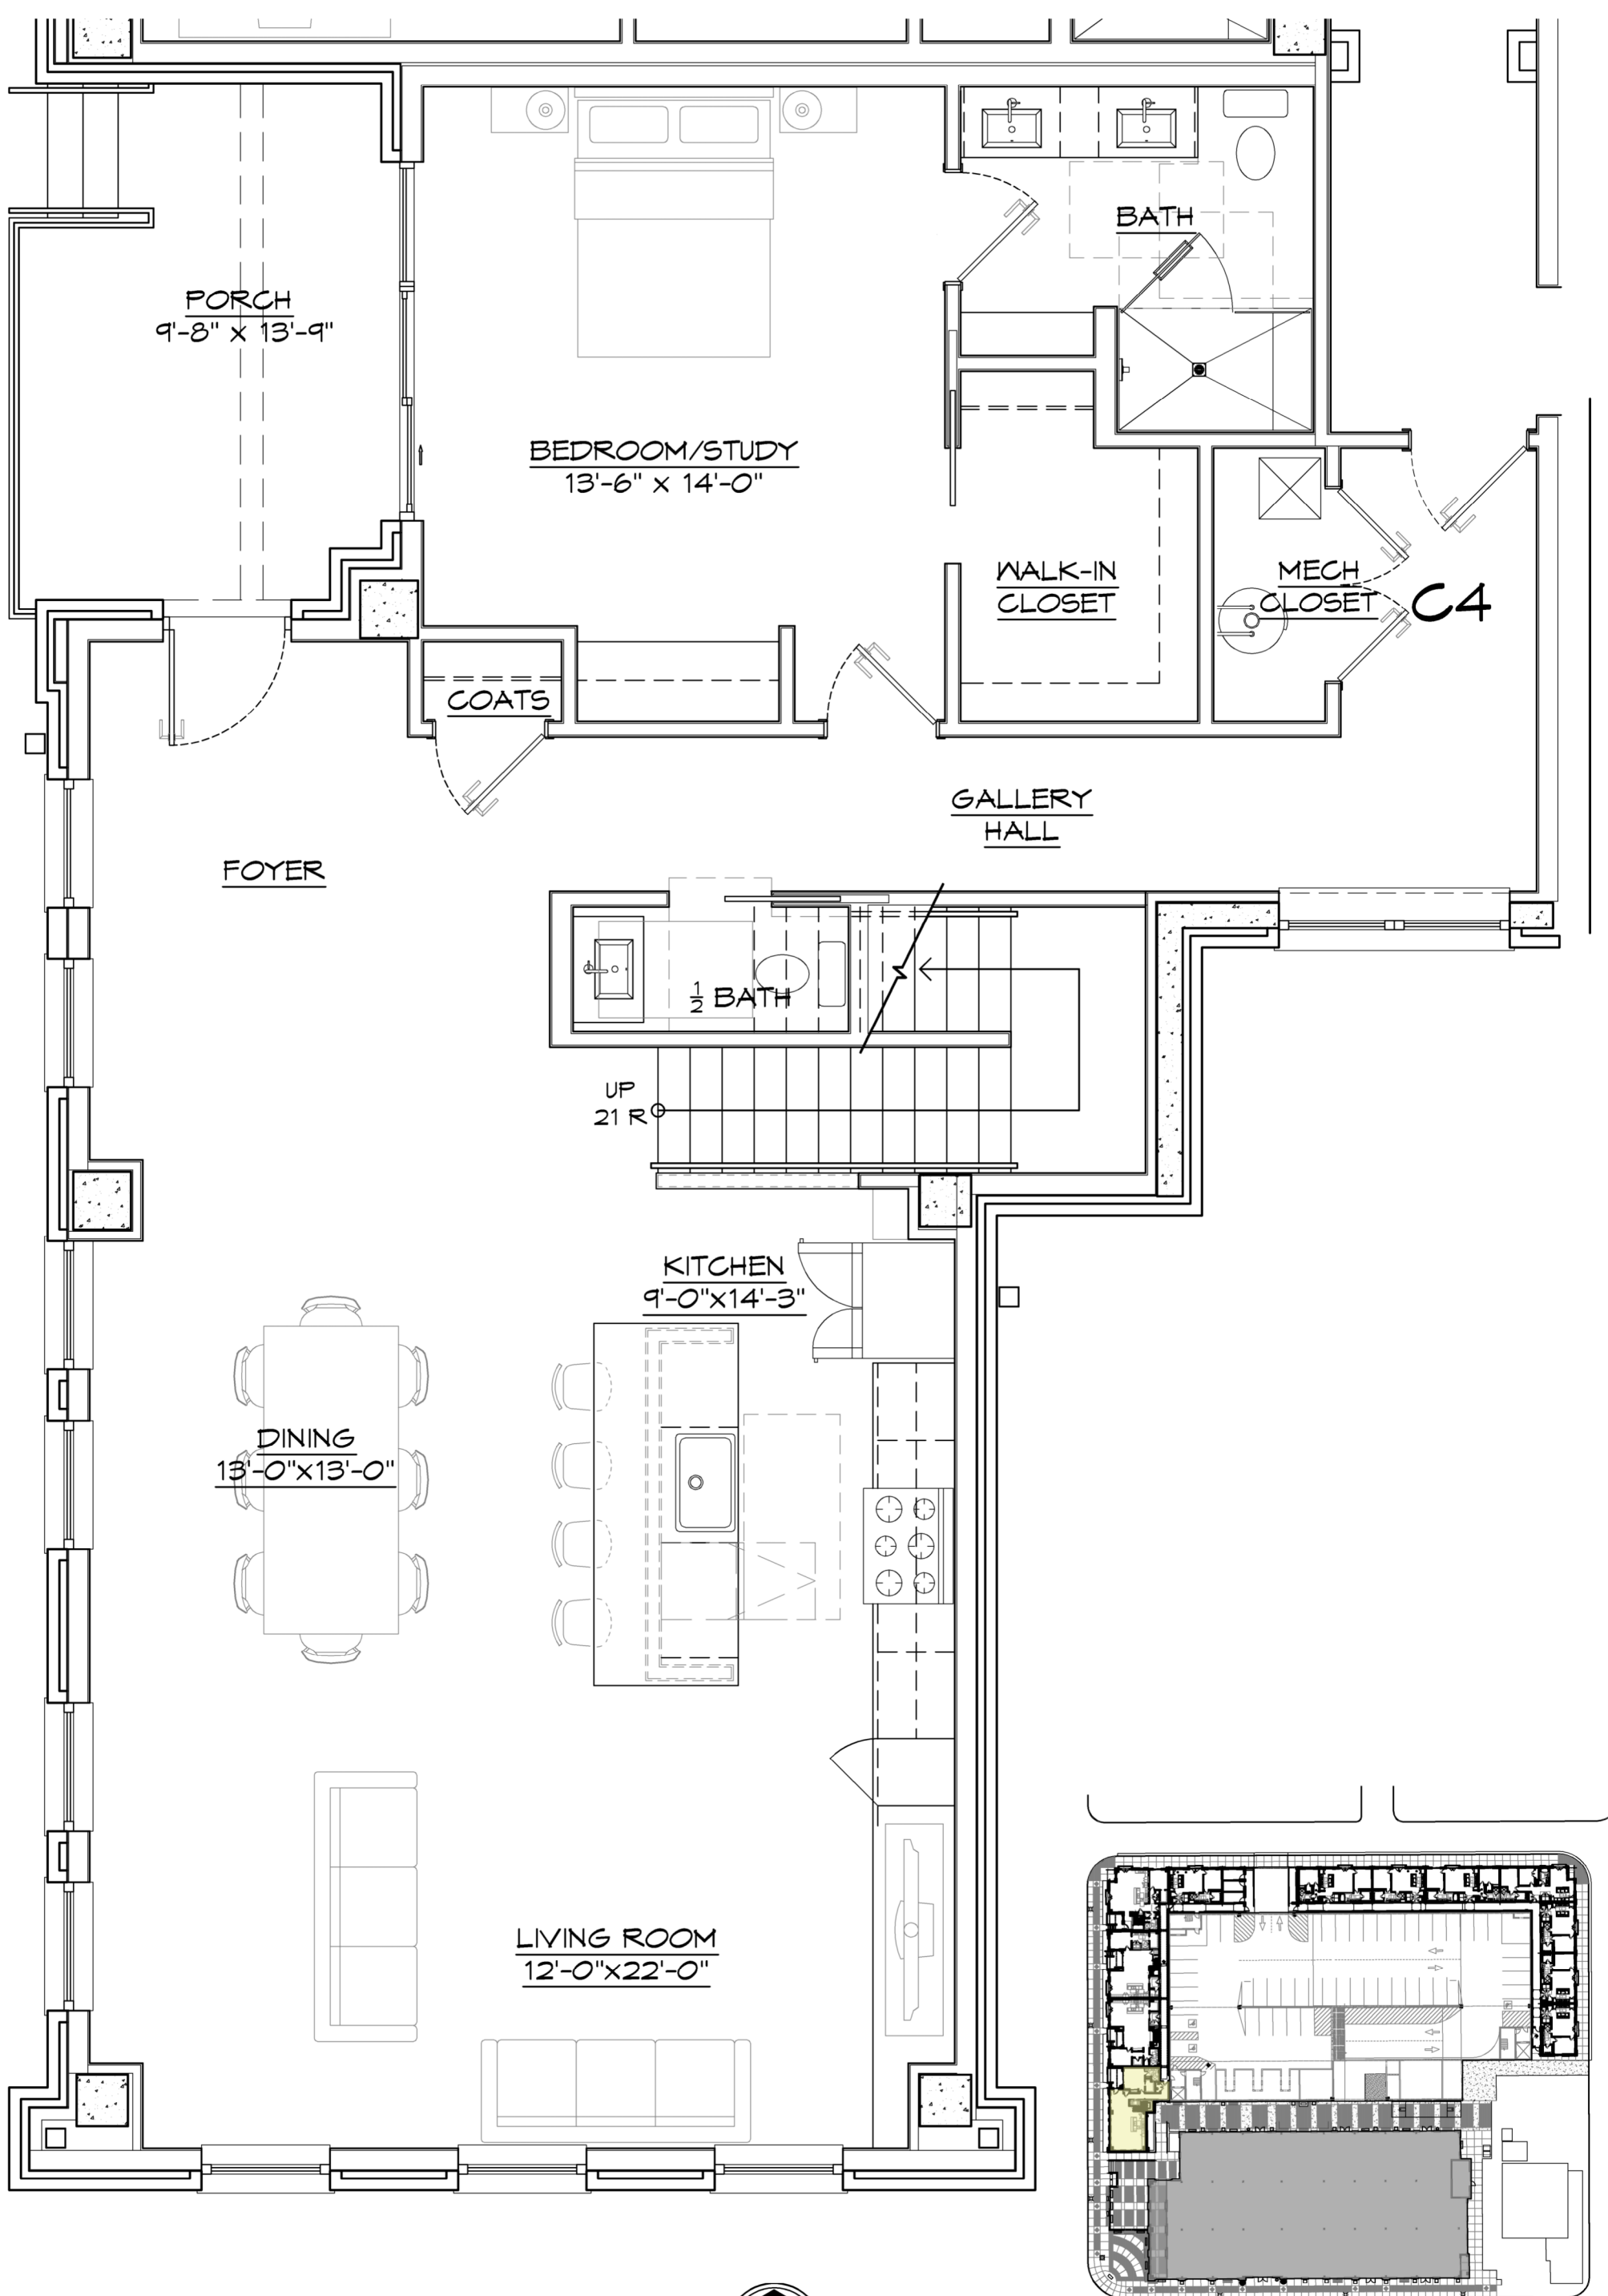 BATH
PORCH
9'-8" x 13'-9"
BEDROOM/STUDY
13'-6" x 14'-0"
WALK-IN
CLOSET
MECH
CLOSET
C4
COATS
GALLERY
HALL
FOYER
1/2 BATH
UP
21 R
KITCHEN
9'-0"x14'-3"
DINING
13'-0"x13'-0"
LIVING ROOM
12'-0"x22'-0"